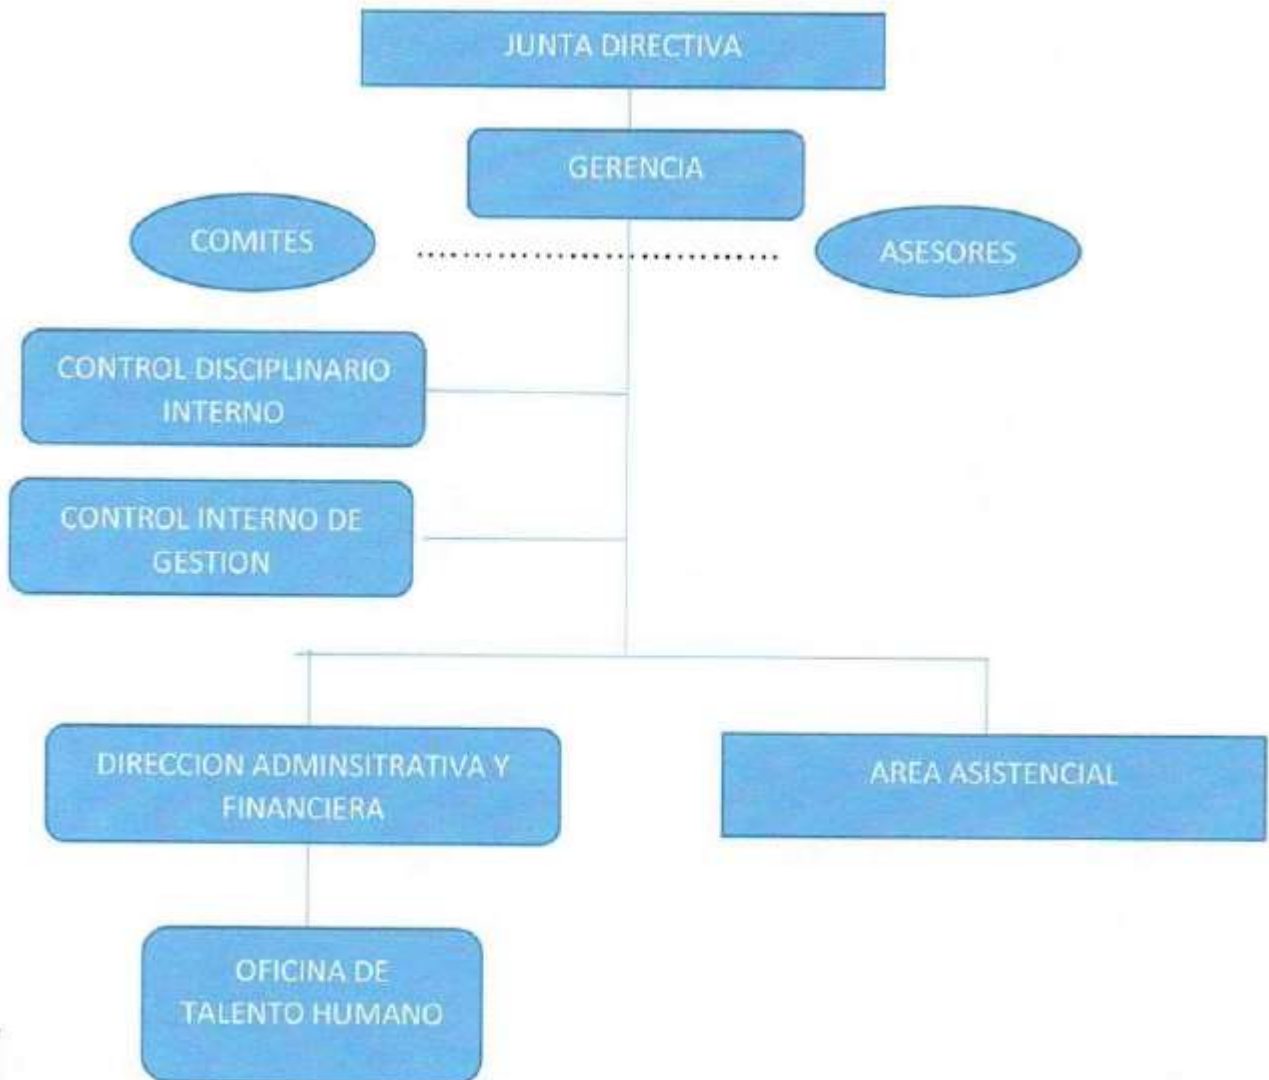 JUNTA DIRECTIVA
GERENCIA
COMITES
ASESORES
CONTROL DISCIPLINARIO
INTERNO
CONTROL INTERNO DE
GESTION
DIRECCION ADMINSITRATIVA Y
FINANCIERA
AREA ASISTENCIAL
OFICINA DE
TALENTO HUMANO